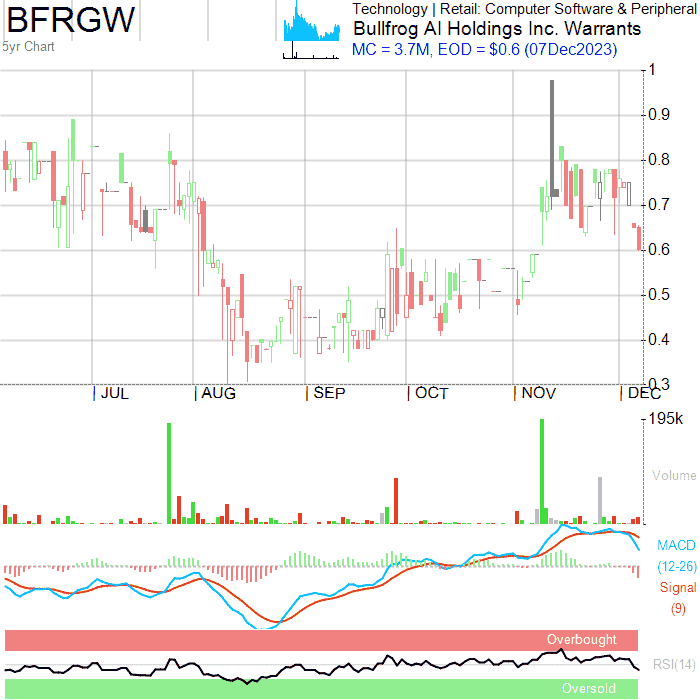 BFRGW
5yr Chart
Technology | Retail: Computer Software & Peripheral
Bullfrog AI Holdings Inc. Warrants
MC = 3.7M, EOD = $0.6 (07Dec2023)
1
0.9
0.8
0.7
0.6
0.5
0.4
0.3
JUL
AUG
SEP
OCT
NOV
DEC
195k
Volume
MACD
(12-26)
Signal
(9)
Overbought
RSI(14)
Oversold